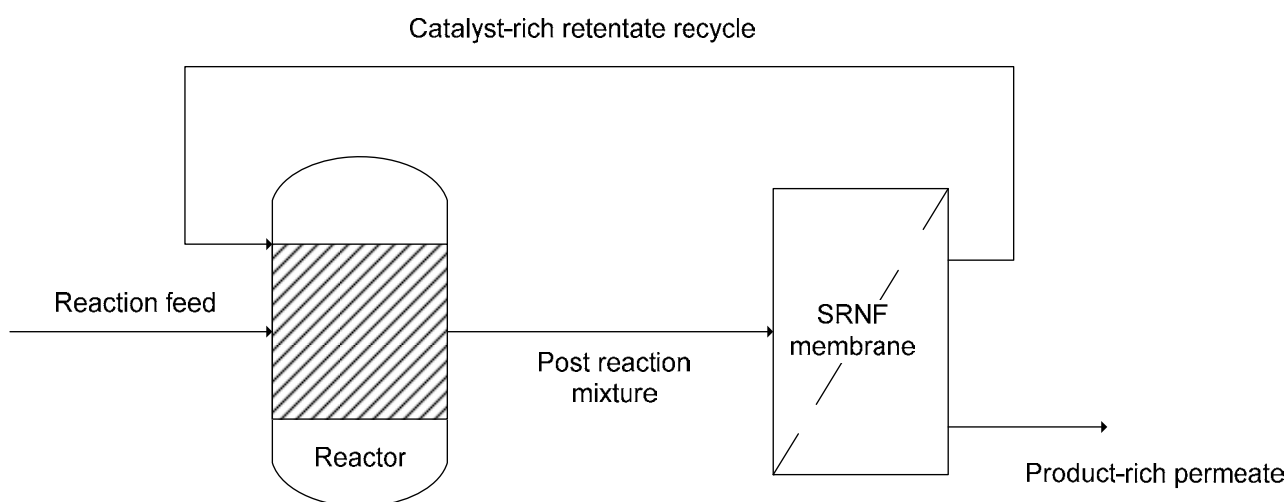 Catalyst-rich retentate recycle
Reaction feed
SRNF
membrane
Post reaction
mixture
Reactor
Product-rich permeate